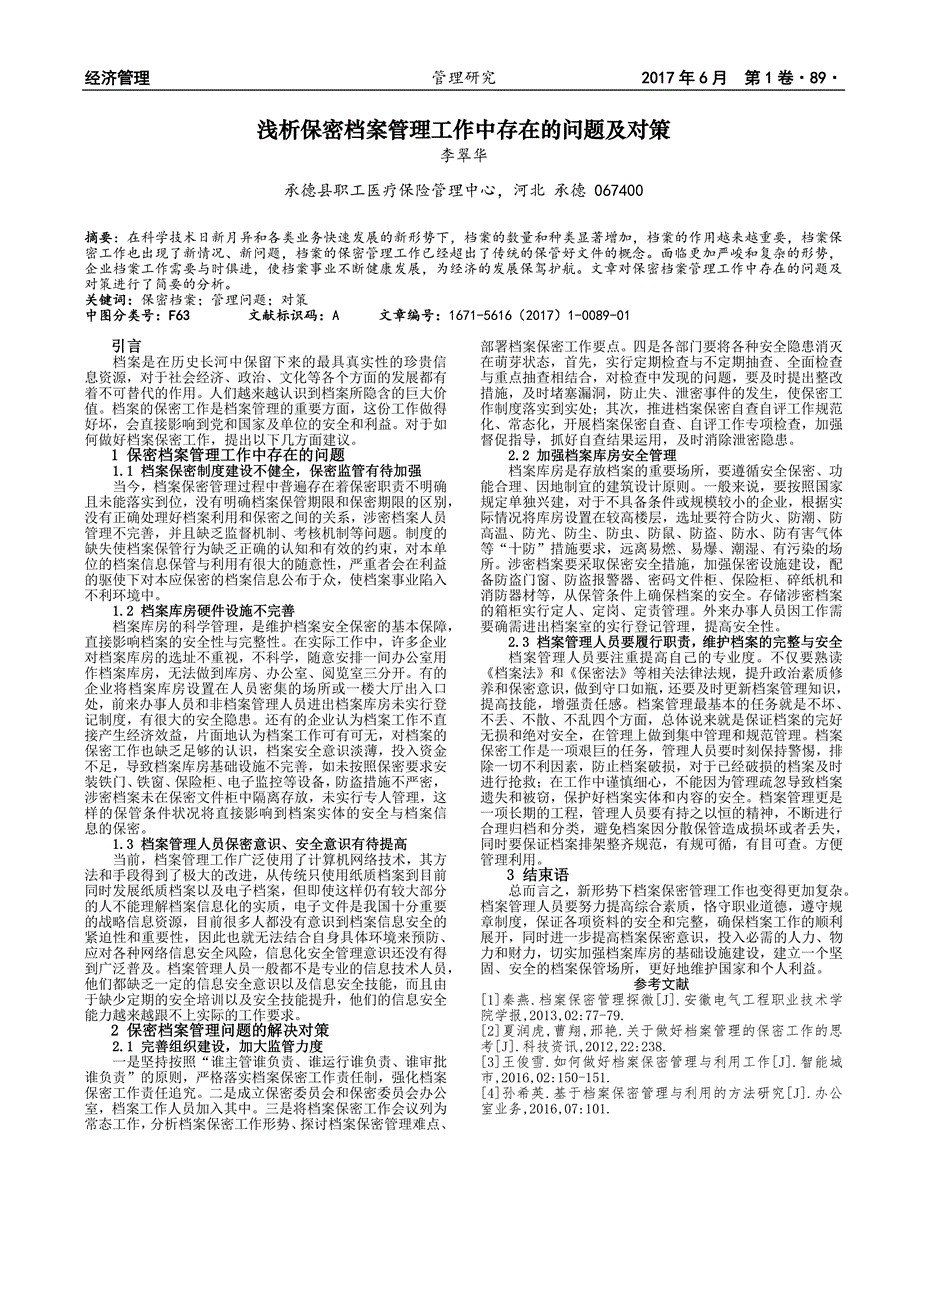 经济管理 管理研究 2017 年 6 月 第 1 卷·89·
浅析保密档案管理工作中存在的问题及对策
李翠华
承德县职工医疗保险管理中心，河北 承德 067400
摘要：在科学技术日新月异和各类业务快速发展的新形势下，档案的数量和种类显著增加，档案的作用越来越重要，档案保
密工作也出现了新情况、新问题，档案的保密管理工作已经超出了传统的保管好文件的概念。面临更加严峻和复杂的形势，
企业档案工作需要与时俱进，使档案事业不断健康发展，为经济的发展保驾护航。文章对保密档案管理工作中存在的问题及
对策进行了简要的分析。
关键词：保密档案；管理问题；对策
中图分类号：F63 文献标识码：A 文章编号：1671-5616（2017）1-0089-01
引言
档案是在历史长河中保留下来的最具真实性的珍贵信
息资源，对于社会经济、政治、文化等各个方面的发展都有
着不可替代的作用。人们越来越认识到档案所隐含的巨大价
值。档案的保密工作是档案管理的重要方面，这份工作做得
好坏，会直接影响到党和国家及单位的安全和利益。对于如
何做好档案保密工作，提出以下几方面建议。
1 保密档案管理工作中存在的问题
1.1 档案保密制度建设不健全，保密监管有待加强
当今，档案保密管理过程中普遍存在着保密职责不明确
且未能落实到位，没有明确档案保管期限和保密期限的区别，
没有正确处理好档案利用和保密之间的关系，涉密档案人员
管理不完善，并且缺乏监督机制、考核机制等问题。制度的
缺失使档案保管行为缺乏正确的认知和有效的约束，对本单
位的档案信息保管与利用有很大的随意性，严重者会在利益
的驱使下对本应保密的档案信息公布于众，使档案事业陷入
不利环境中。
1.2 档案库房硬件设施不完善
档案库房的科学管理，是维护档案安全保密的基本保障，
直接影响档案的安全性与完整性。在实际工作中，许多企业
对档案库房的选址不重视，不科学，随意安排一间办公室用
作档案库房，无法做到库房、办公室、阅览室三分开。有的
企业将档案库房设置在人员密集的场所或一楼大厅出入口
处，前来办事人员和非档案管理人员进出档案库房未实行登
记制度，有很大的安全隐患。还有的企业认为档案工作不直
接产生经济效益，片面地认为档案工作可有可无，对档案的
保密工作也缺乏足够的认识，档案安全意识淡薄，投入资金
不足，导致档案库房基础设施不完善，如未按照保密要求安
装铁门、铁窗、保险柜、电子监控等设备，防盗措施不严密，
涉密档案未在保密文件柜中隔离存放，未实行专人管理，这
样的保管条件状况将直接影响到档案实体的安全与档案信
息的保密。
1.3 档案管理人员保密意识、安全意识有待提高
当前，档案管理工作广泛使用了计算机网络技术，其方
法和手段得到了极大的改进，从传统只使用纸质档案到目前
同时发展纸质档案以及电子档案，但即使这样仍有较大部分
的人不能理解档案信息化的实质，电子文件是我国十分重要
的战略信息资源，目前很多人都没有意识到档案信息安全的
紧迫性和重要性，因此也就无法结合自身具体环境来预防、
应对各种网络信息安全风险，信息化安全管理意识还没有得
到广泛普及。档案管理人员一般都不是专业的信息技术人员，
他们都缺乏一定的信息安全意识以及信息安全技能，而且由
于缺少定期的安全培训以及安全技能提升，他们的信息安全
能力越来越跟不上实际的工作要求。
2 保密档案管理问题的解决对策
2.1 完善组织建设，加大监管力度
一是坚持按照“谁主管谁负责、谁运行谁负责、谁审批
谁负责”的原则，严格落实档案保密工作责任制，强化档案
保密工作责任追究。二是成立保密委员会和保密委员会办公
室，档案工作人员加入其中。三是将档案保密工作会议列为
常态工作，分析档案保密工作形势、探讨档案保密管理难点、
部署档案保密工作要点。四是各部门要将各种安全隐患消灭
在萌芽状态，首先，实行定期检查与不定期抽查、全面检查
与重点抽查相结合，对检查中发现的问题，要及时提出整改
措施，及时堵塞漏洞，防止失、泄密事件的发生，使保密工
作制度落实到实处；其次，推进档案保密自查自评工作规范
化、常态化，开展档案保密自查、自评工作专项检查，加强
督促指导，抓好自查结果运用，及时消除泄密隐患。
2.2 加强档案库房安全管理
档案库房是存放档案的重要场所，要遵循安全保密、功
能合理、因地制宜的建筑设计原则。一般来说，要按照国家
规定单独兴建，对于不具备条件或规模较小的企业，根据实
际情况将库房设置在较高楼层，选址要符合防火、防潮、防
高温、防光、防尘、防虫、防鼠、防盗、防水、防有害气体
等“十防”措施要求，远离易燃、易爆、潮湿、有污染的场
所。涉密档案要采取保密安全措施，加强保密设施建设，配
备防盗门窗、防盗报警器、密码文件柜、保险柜、碎纸机和
消防器材等，从保管条件上确保档案的安全。存储涉密档案
的箱柜实行定人、定岗、定责管理。外来办事人员因工作需
要确需进出档案室的实行登记管理，提高安全性。
2.3 档案管理人员要履行职责，维护档案的完整与安全
档案管理人员要注重提高自己的专业度。不仅要熟读
《档案法》和《保密法》等相关法律法规，提升政治素质修
养和保密意识，做到守口如瓶，还要及时更新档案管理知识，
提高技能，增强责任感。档案管理最基本的任务就是不坏、
不丢、不散、不乱四个方面，总体说来就是保证档案的完好
无损和绝对安全，在管理上做到集中管理和规范管理。档案
保密工作是一项艰巨的任务，管理人员要时刻保持警惕，排
除一切不利因素，防止档案破损，对于已经破损的档案及时
进行抢救；在工作中谨慎细心，不能因为管理疏忽导致档案
遗失和被窃，保护好档案实体和内容的安全。档案管理更是
一项长期的工程，管理人员要有持之以恒的精神，不断进行
合理归档和分类，避免档案因分散保管造成损坏或者丢失，
同时要保证档案排架整齐规范，有规可循，有目可查。方便
管理利用。
3 结束语
总而言之，新形势下档案保密管理工作也变得更加复杂。
档案管理人员要努力提高综合素质，恪守职业道德，遵守规
章制度，保证各项资料的安全和完整，确保档案工作的顺利
展开，同时进一步提高档案保密意识，投入必需的人力、物
力和财力，切实加强档案库房的基础设施建设，建立一个坚
固、安全的档案保管场所，更好地维护国家和个人利益。
参考文献
[1]秦燕.档案保密管理探微[J].安徽电气工程职业技术学
院学报,2013,02:77-79.
[2]夏润虎,曹翔,邢艳.关于做好档案管理的保密工作的思
考[J].科技资讯,2012,22:238.
[3]王俊雪.如何做好档案保密管理与利用工作[J].智能城
市,2016,02:150-151.
[4]孙希英.基于档案保密管理与利用的方法研究[J].办公
室业务,2016,07:101.